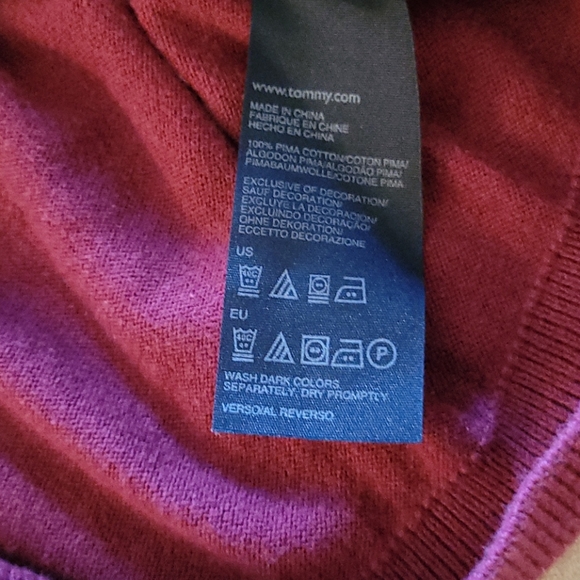 www.tommy.com
MADE IN CHINA
FABRIQUE EN CHINE
HECHO EN CHINA
100% PIMA COTTON/COTON PIMA/
ALGODON PIMA/ALGODÃO PIMA/
PIMABAUMWOLLE/COTONE PIMA
EXCLUSIVE OF DECORATION/
SAUF DECORATION/
EXCLUYE LA DECORACION/
EXCLUINDO DECORAÇÃO/
OHNE DEKORATION/
ECCETTO DECORAZIONE
US
40C
EU
40C
P
WASH DARK COLORS
SEPARATELY, DRY PROMPTLY
VERSO/AL REVERSO